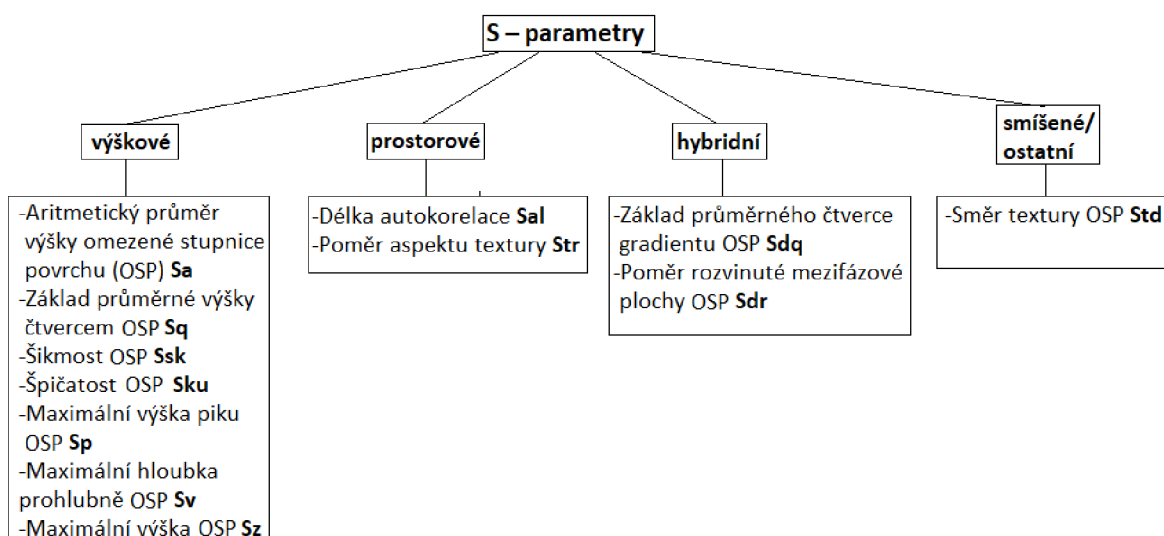 S – parametry
výškové
prostorové
hybridní
smíšené/
ostatní
-Aritmetický průměr
výšky omezené stupnice
povrchu (OSP) Sa
-Základ průměrné výšky
čtvercem OSP Sq
-Šikmost OSP Ssk
-Špičatost OSP Sku
-Maximální výška piku
OSP Sp
-Maximální hloubka
prohlubně OSP Sv
-Maximální výška OSP Sz
-Délka autokorelace Sal
-Poměr aspektu textury Str
-Základ průměrného čtverce
gradientu OSP Sdq
-Poměr rozvinuté mezifázové
plochy OSP Sdr
-Směr textury OSP Std